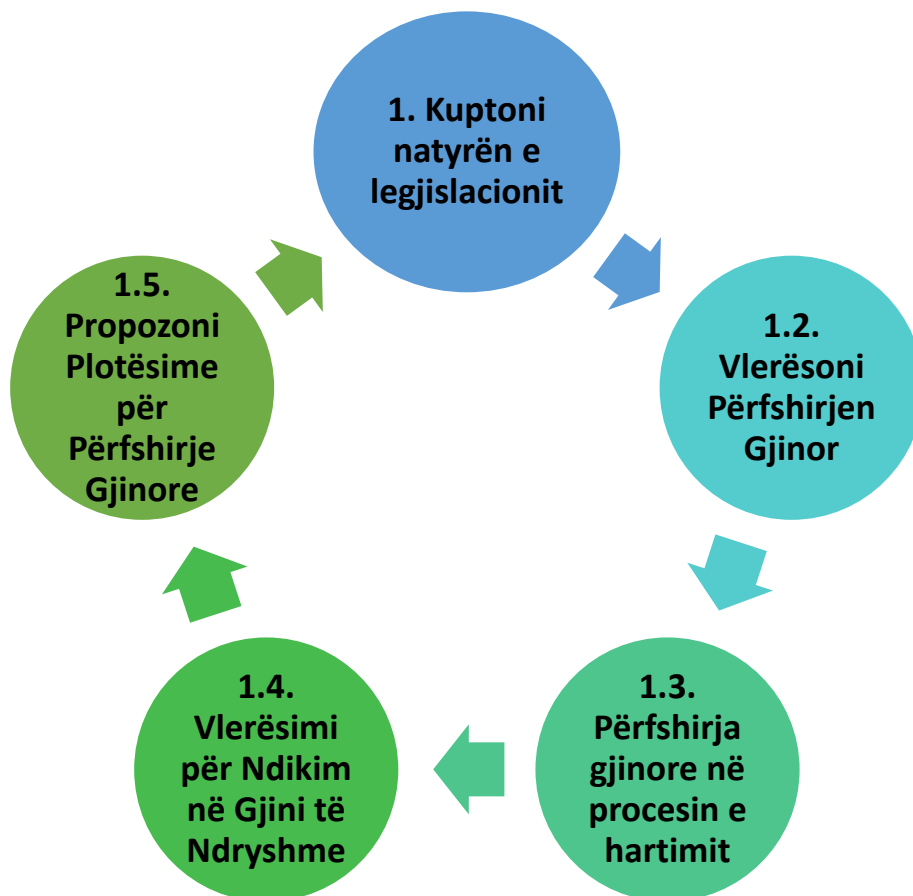 1. Kuptoni
natyrën e
legjislacionit
1.2.
Vlerësoni
Përfshirjen
Gjinor
1.3.
Përfshirja
gjinore në
procesin e
hartimit
1.4.
Vlerësimi
për Ndikim
në Gjini të
Ndryshme
1.5.
Propozoni
Plotësime
për
Përfshirje
Gjinore